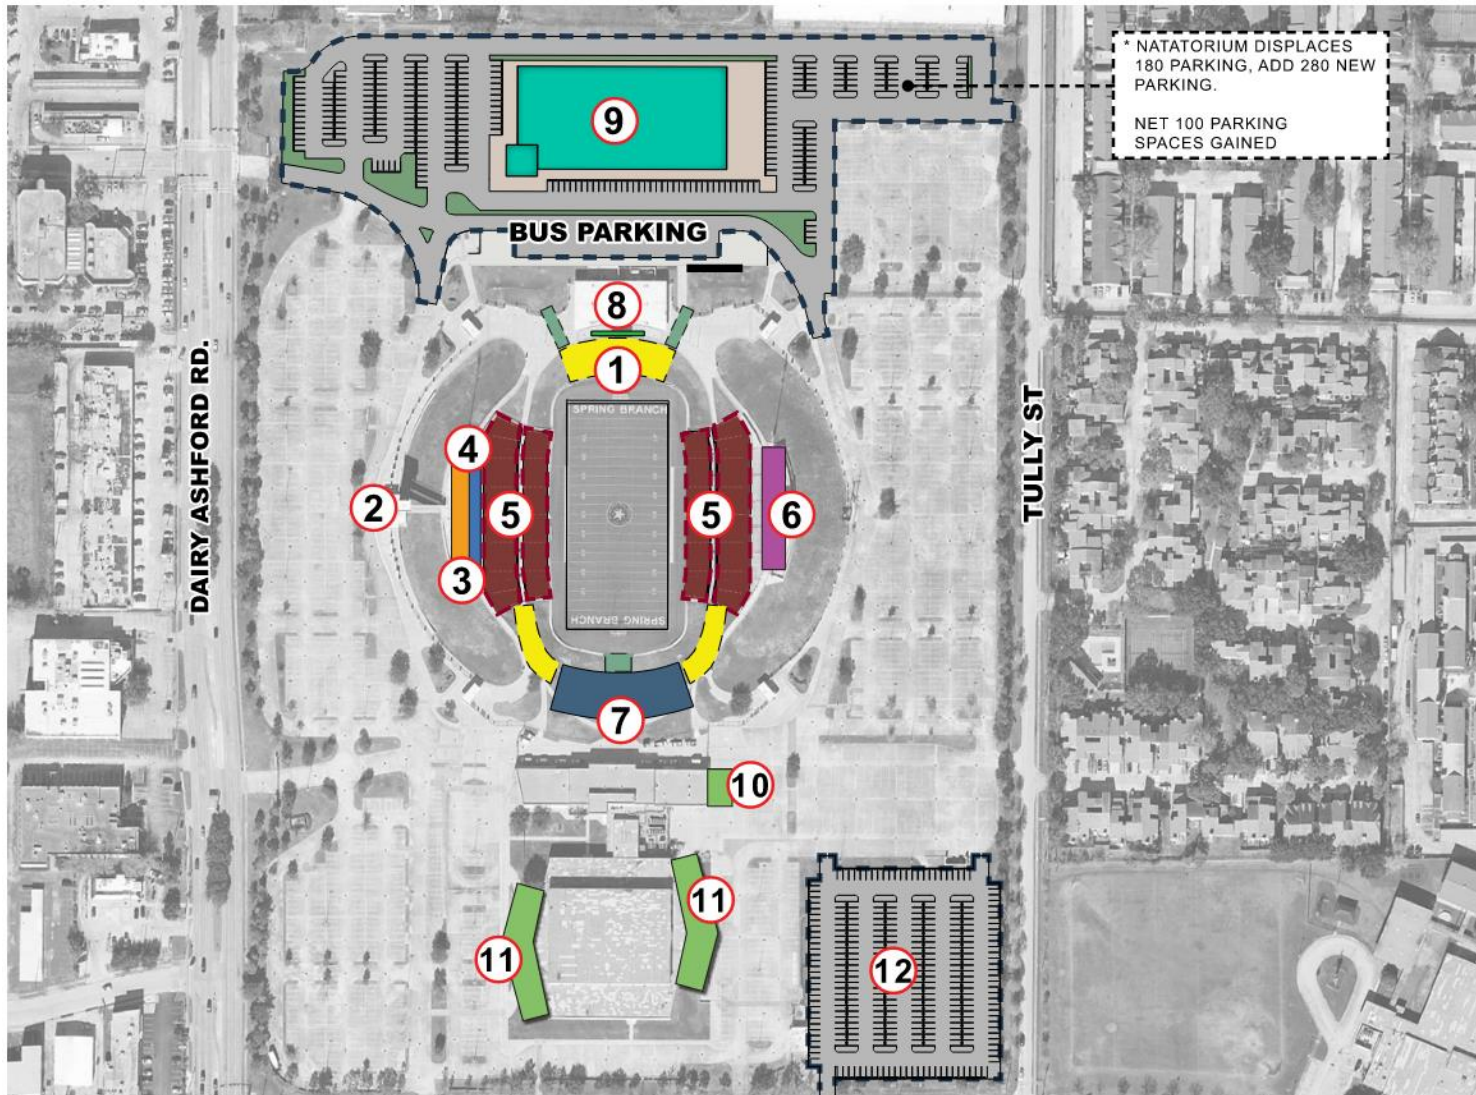 * NATATORIUM DISPLACES
180 PARKING, ADD 280 NEW
PARKING.
NET 100 PARKING
SPACES GAINED
9
BUS PARKING
8
1
SPRING BRANCH
DAIRY ASHFORD RD.
TULLY ST
4
2
5
5
6
3
SPRING BRANCH
7
10
11
11
12